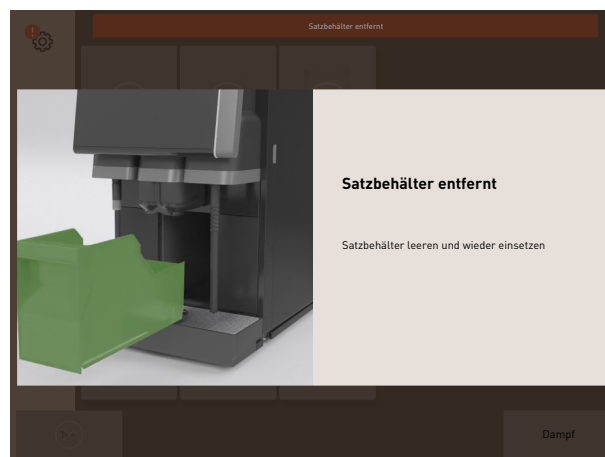 Satzbehälter entfernt
Satzbehälter entfernt
Satzbehälter leeren und wieder einsetzen
Dampf